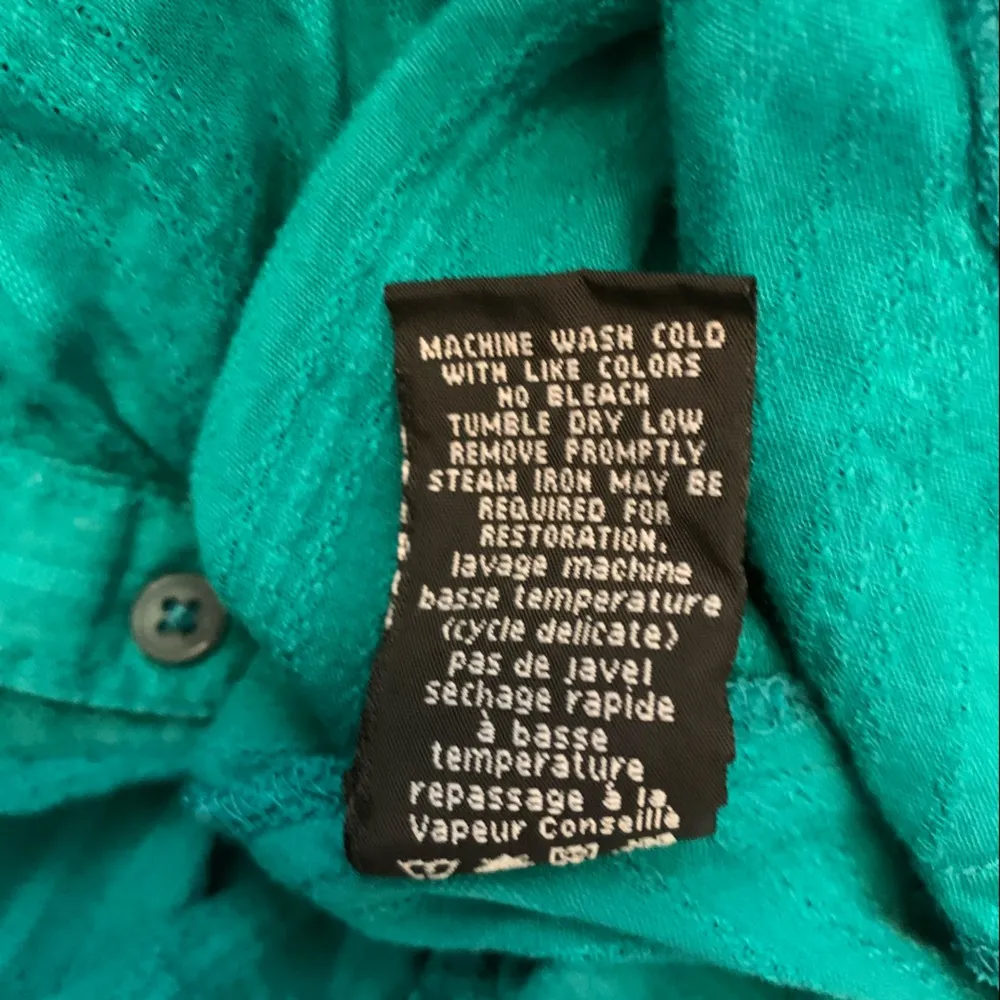 MACHINE WASH COLD
WITH LIKE COLORS
NO BLEACH
TUMBLE DRY LOW
REMOVE PROMPTLY
STEAM IRON MAY BE
REQUIRED FOR
RESTORATION.
lavage machine
basse temperature
(cycle delicate)
pas de javel
séchage rapide
à basse
température
repassage à la
Vapeur Conseille